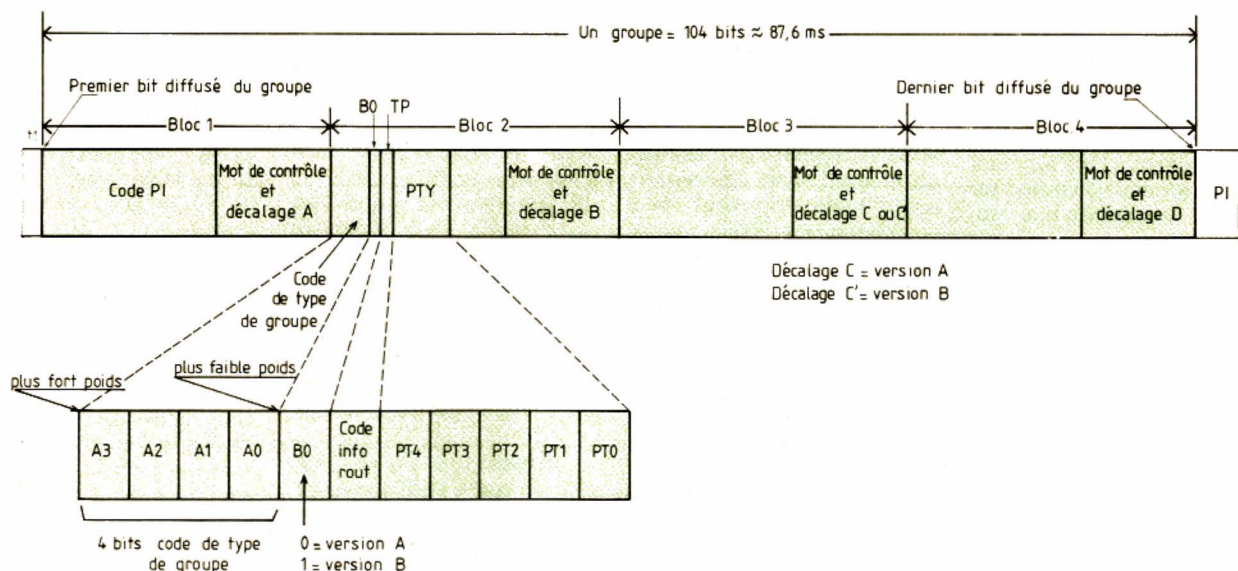 Un groupe = 104 bits ≈ 87,6 ms
Premier bit diffusé du groupe
B0
TP
Dernier bit diffusé du groupe
Bloc 1
Bloc 2
Bloc 3
Bloc 4
Code PI
Mot de contrôle
et
décalage A
PTY
Mot de contrôle
et
décalage B
Mot de contrôle
et
décalage C ou C'
Mot de contrôle
et
décalage D
PI
Code
de type
de groupe
Décalage C = version A
Décalage C' = version B
plus fort poids
plus faible poids
A3
A2
A1
A0
B0
Code
info
rout
PT4
PT3
PT2
PT1
PT0
4 bits code de type
de groupe
0 = version A
1 = version B